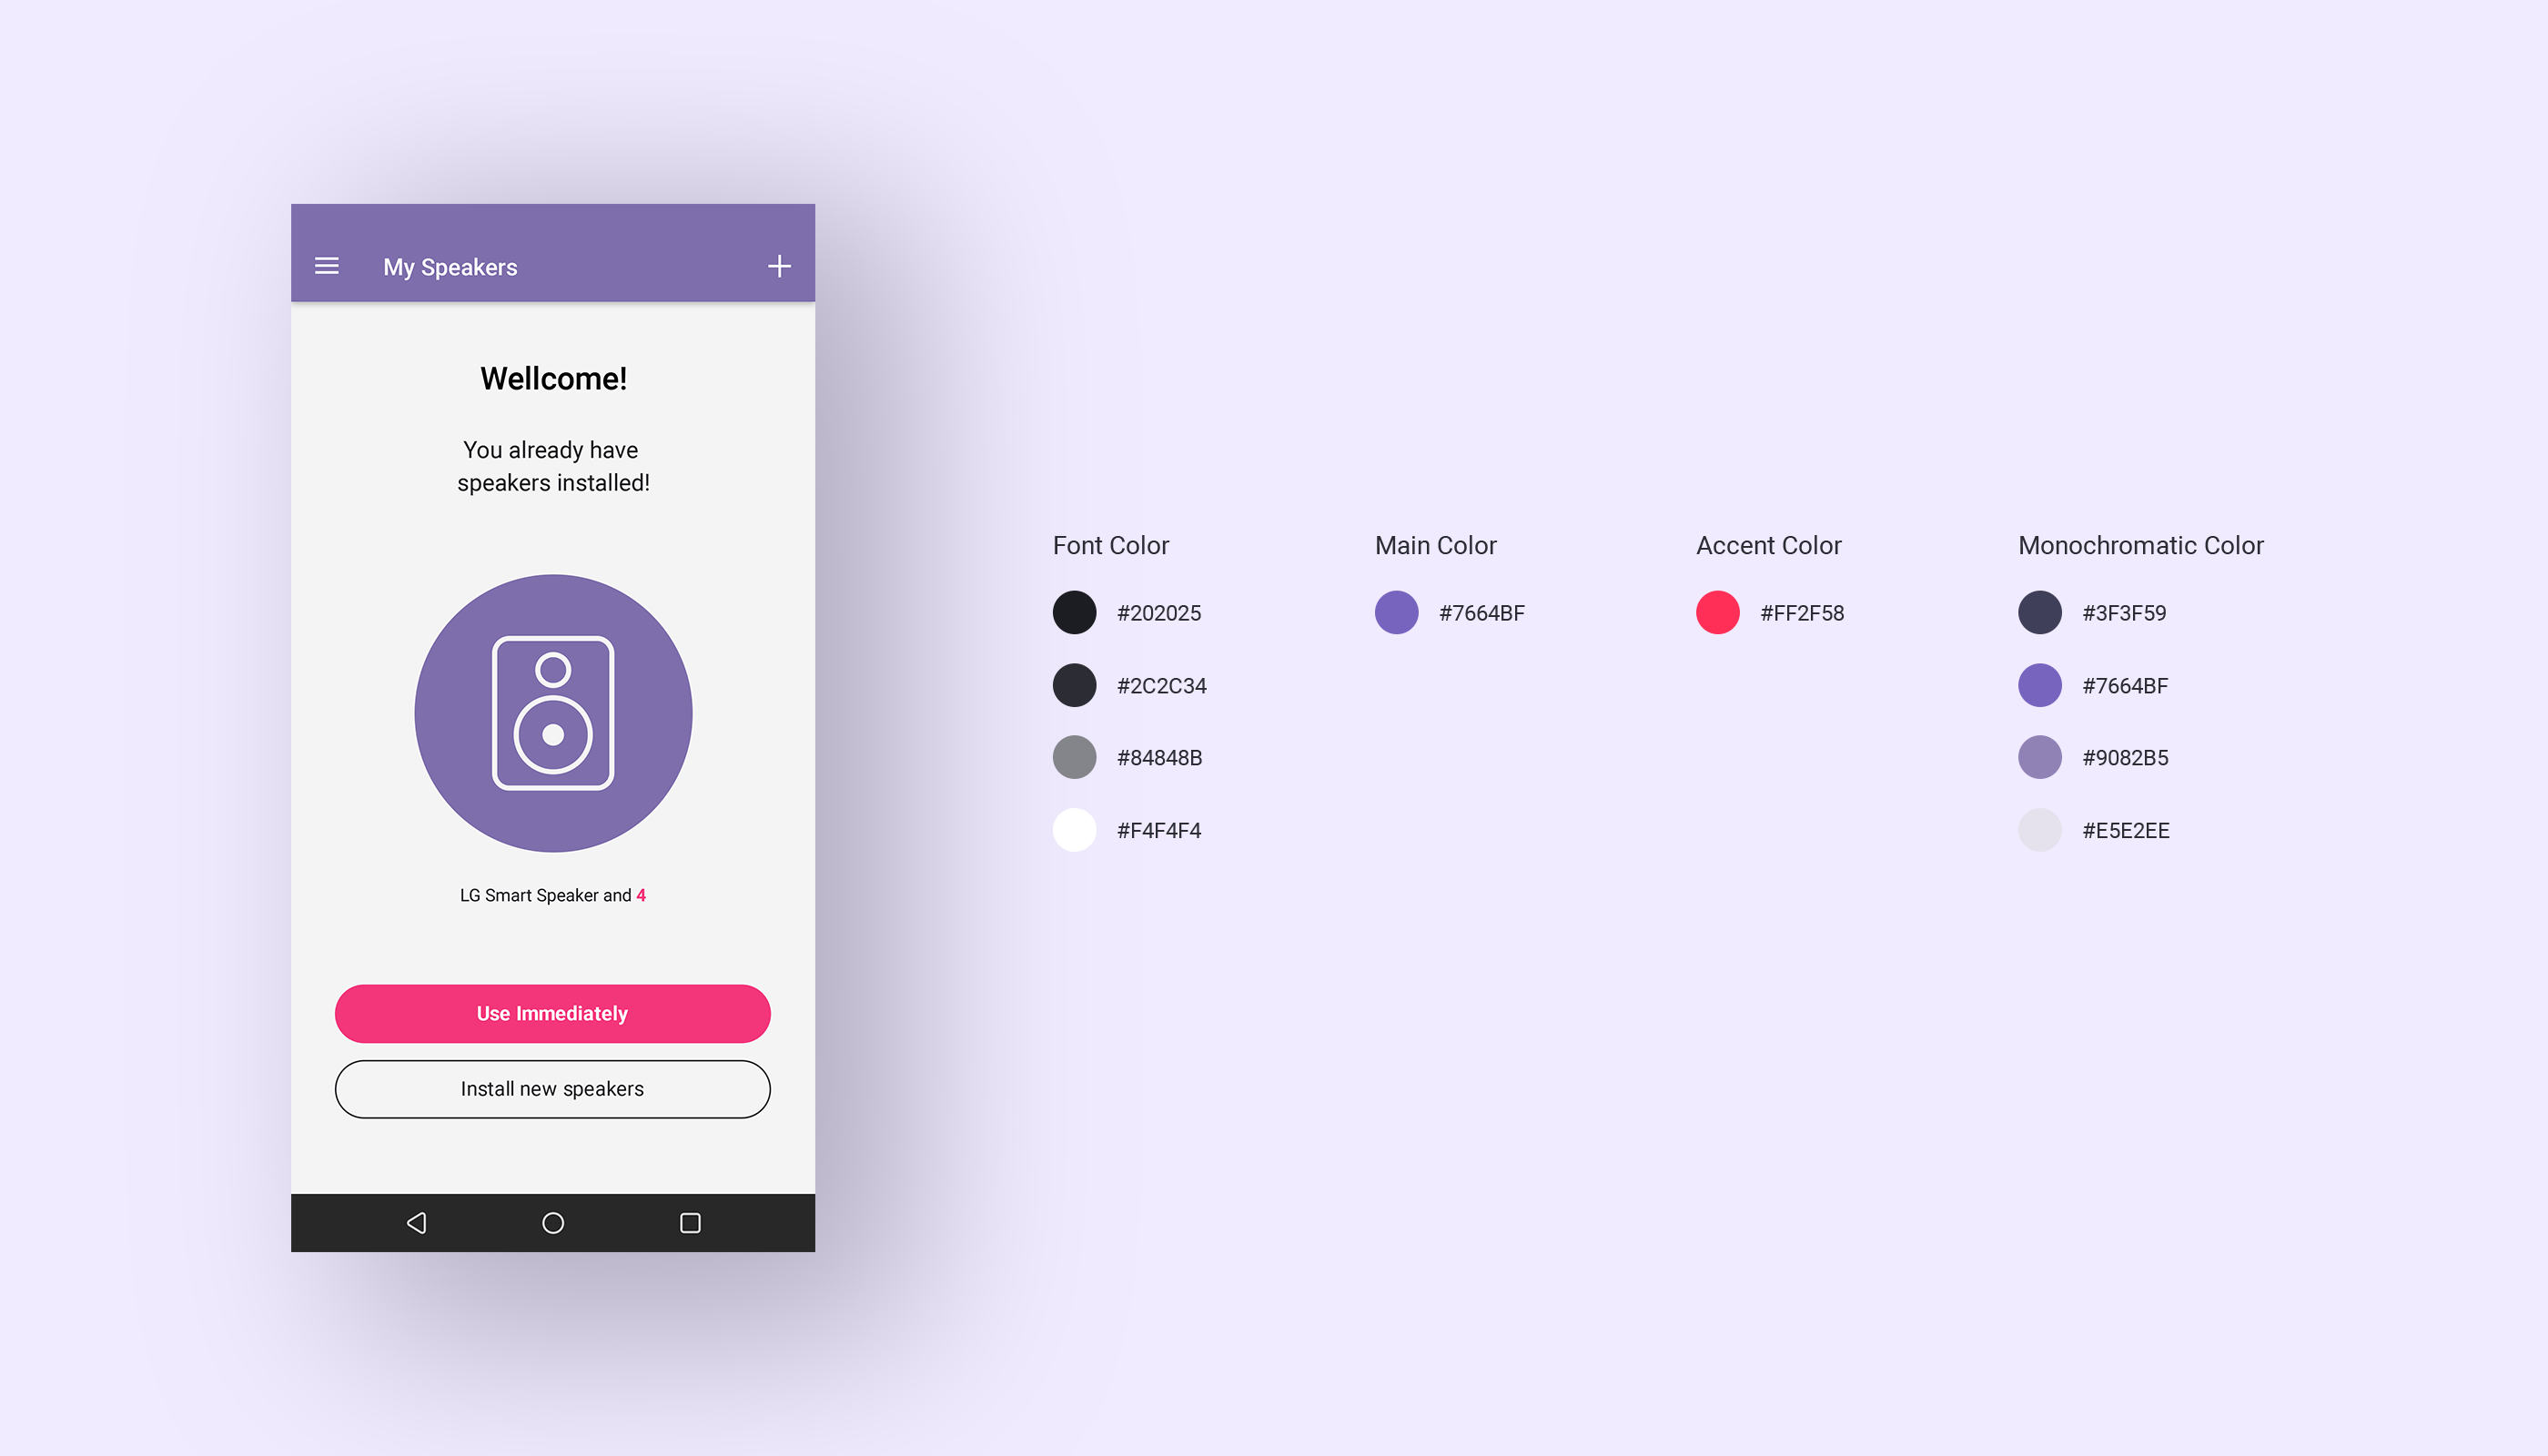 My Speakers
Wellcome!
You already have
speakers installed!
LG Smart Speaker and 4
Use Immediately
Install new speakers
Font Color
#202025
#2C2C34
#84848B
#F4F4F4
Main Color
#7664BF
Accent Color
#FF2F58
Monochromatic Color
#3F3F59
#7664BF
#9082B5
#E5E2EE